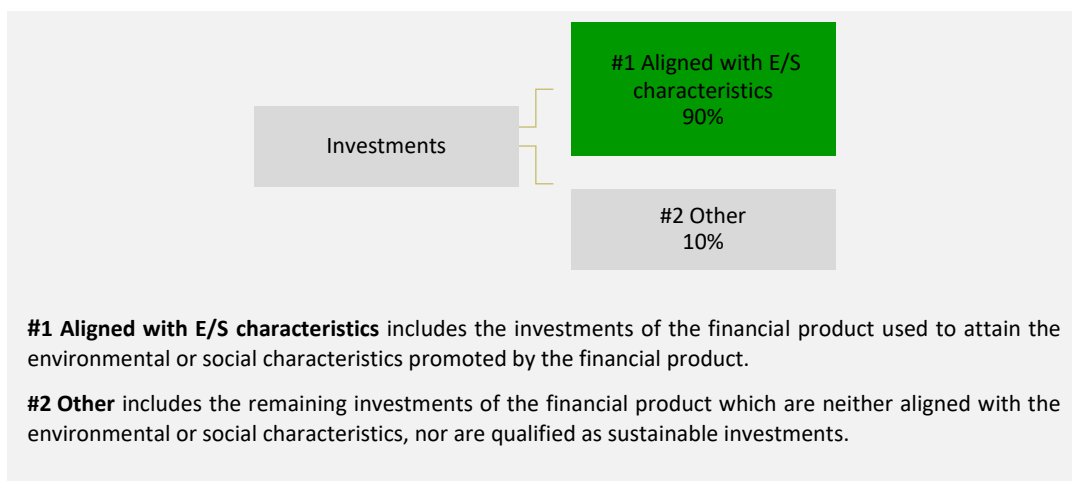 #1 Aligned with E/S
characteristics
90%
Investments
#2 Other
10%
#1 Aligned with E/S characteristics includes the investments of the financial product used to attain the
environmental or social characteristics promoted by the financial product.
#2 Other includes the remaining investments of the financial product which are neither aligned with the
environmental or social characteristics, nor are qualified as sustainable investments.